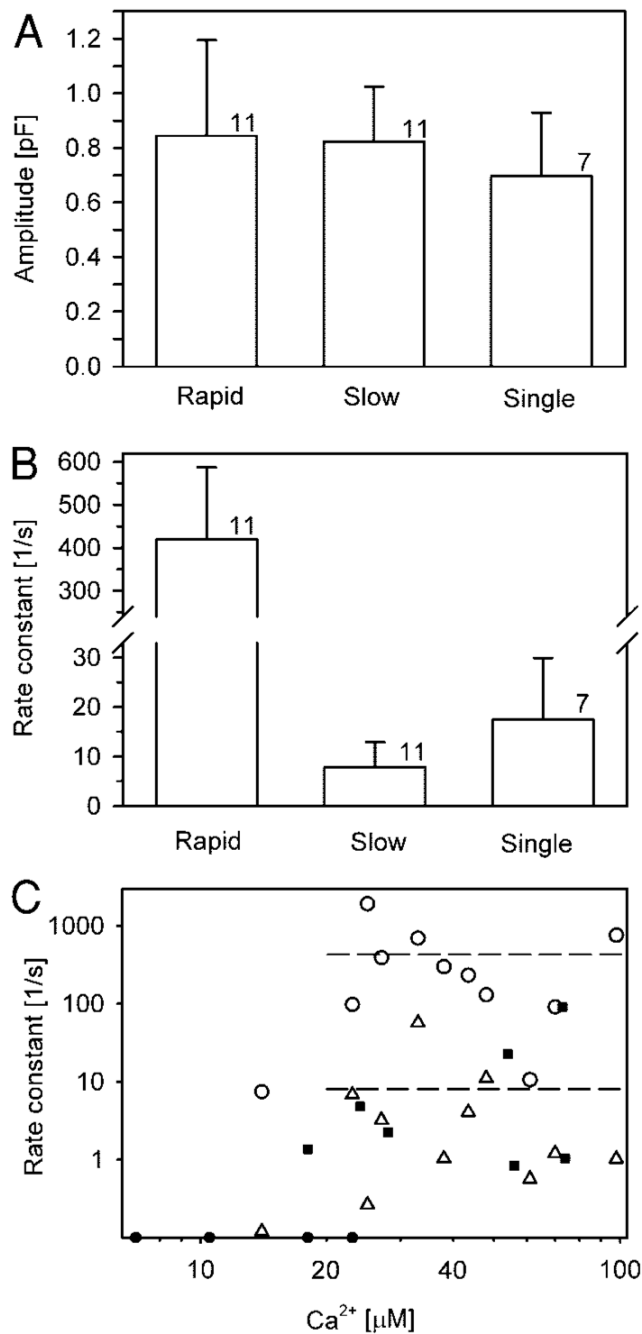 A
Amplitude [pF]
1.2
1.0
0.8
0.6
0.4
0.2
0.0
11
11
7
Rapid Slow Single
B
Rate constant [1/s]
600
500
400
300
30
20
10
0
11
11
7
Rapid Slow Single
C
Rate constant [1/s]
1000
100
10
1
10 20 40 100
Ca²⁺ [µM]